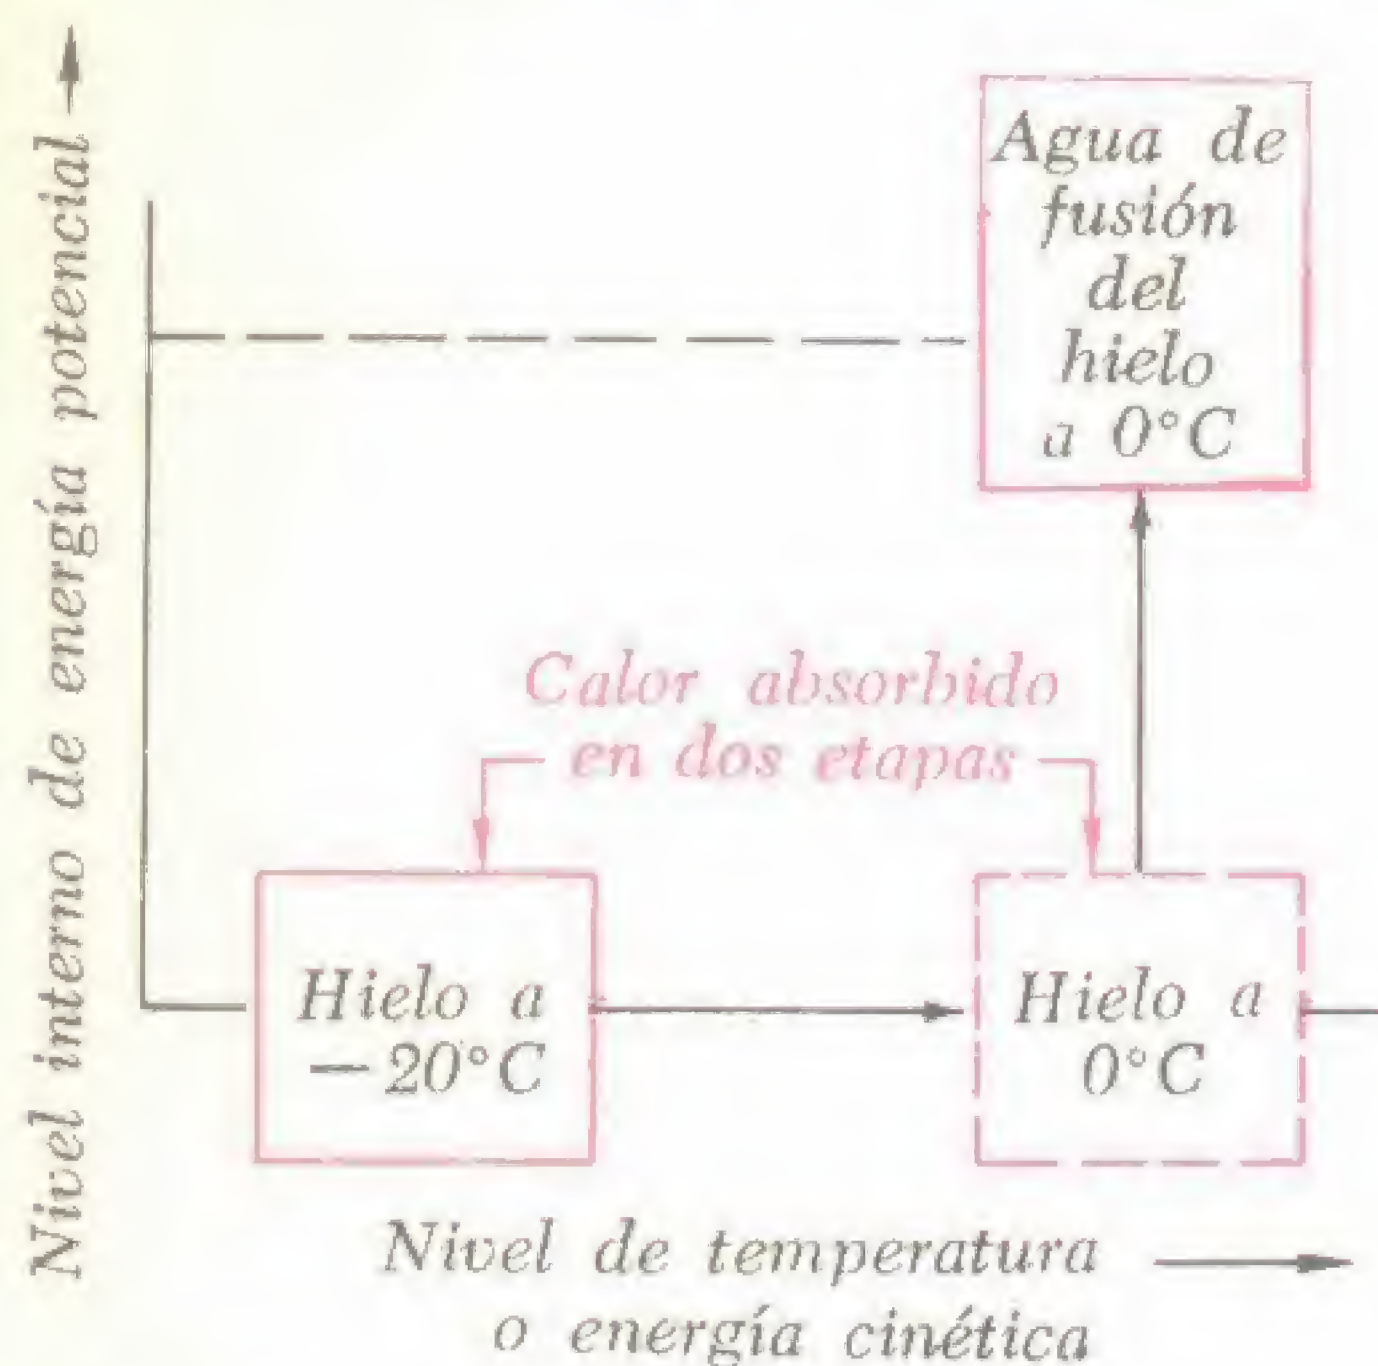 Nivel interno de energía potencial
Agua de
fusión
del
hielo
a 0°C
Calor absorbido
en dos etapas
Hielo a
—20°C
Hielo a
0°C
Nivel de temperatura
o energía cinética